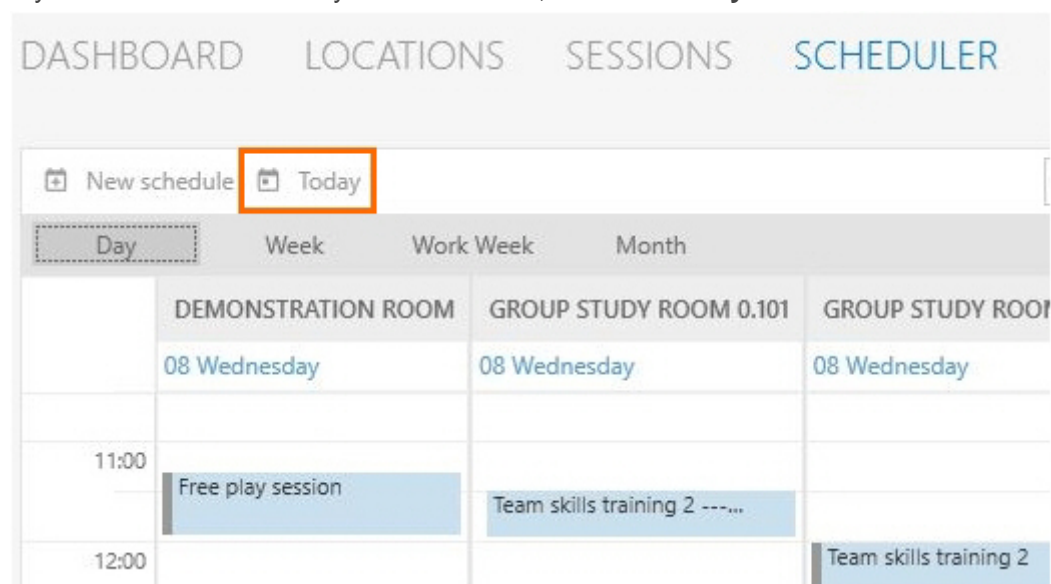 DASHBOARD LOCATIONS SESSIONS SCHEDULER
New schedule Today
Day Week Work Week Month
DEMONSTRATION ROOM GROUP STUDY ROOM 0.101 GROUP STUDY
08 Wednesday 08 Wednesday 08 Wednesday
11:00
Free play session
Team skills training 2 ---...
12:00
Team skills training 2